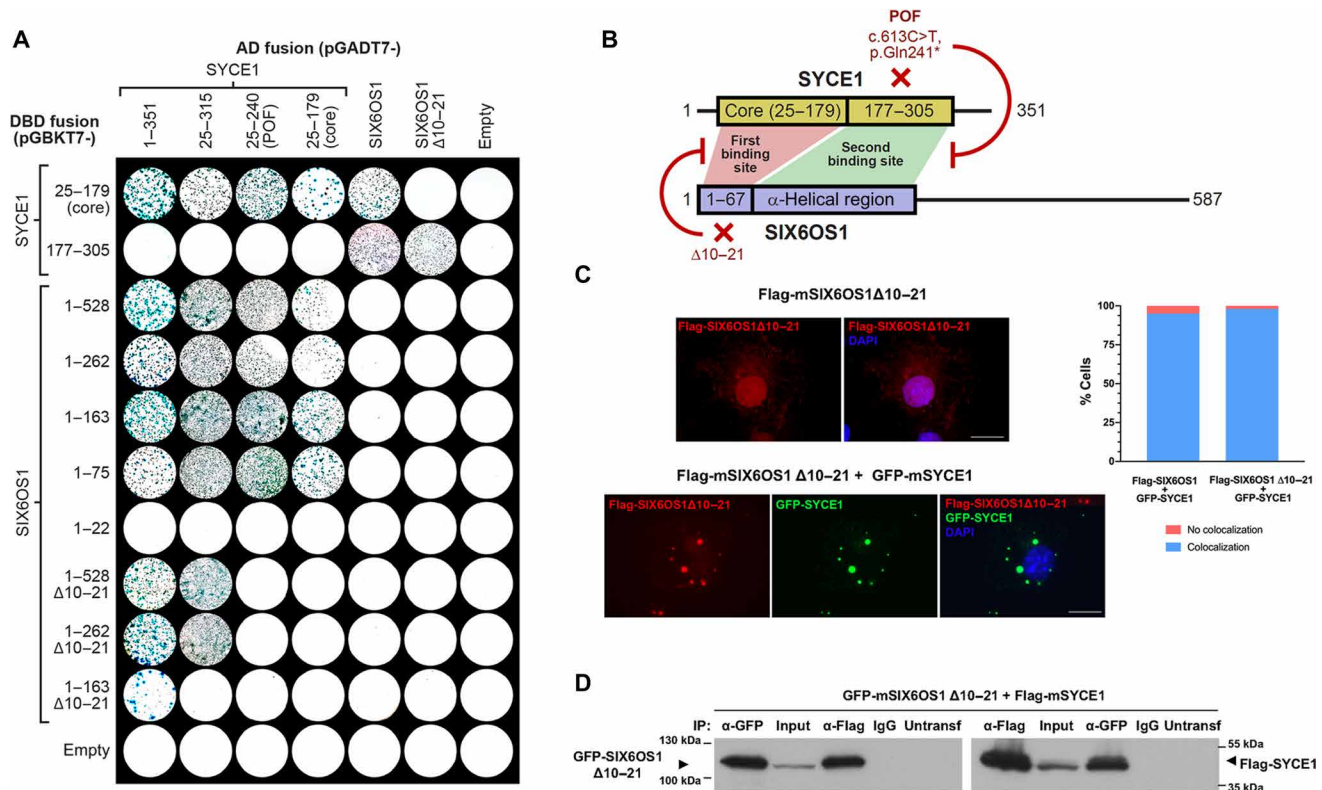 A
AD fusion (pGADT7-)
SYCE1
DBD fusion
(pGBKT7-)
1–351
25–315
25–240
(POF)
25–179
(core)
SIX6OS1
SIX6OS1
Δ10–21
Empty
SYCE1
25–179
(core)
177–305
SIX6OS1
1–528
1–262
1–163
1–75
1–22
1–528
Δ10–21
1–262
Δ10–21
1–163
Δ10–21
Empty
B
POF
c.613C>T,
p.Gln241*
SYCE1
1 Core (25–179) 177–305 351
First
binding
site
Second
binding site
1 1–67 α-Helical region 587
SIX6OS1
Δ10–21
C
Flag-mSIX6OS1Δ10–21
Flag-SIX6OS1Δ10–21 Flag-SIX6OS1Δ10–21
DAPI
Flag-mSIX6OS1 Δ10–21 + GFP-mSYCE1
Flag-SIX6OS1Δ10–21 GFP-SYCE1 Flag-SIX6OS1Δ10–21
GFP-SYCE1
DAPI
% Cells
100
75
50
25
0
Flag-SIX6OS1
+
GFP-SYCE1
Flag-SIX6OS1 Δ10–21
+
GFP-SYCE1
No colocalization
Colocalization
D
GFP-mSIX6OS1 Δ10–21 + Flag-mSYCE1
IP: α-GFP Input α-Flag IgG Untransf α-Flag Input α-GFP IgG Untransf
130 kDa
GFP-SIX6OS1
Δ10–21
100 kDa
55 kDa
Flag-SYCE1
35 kDa